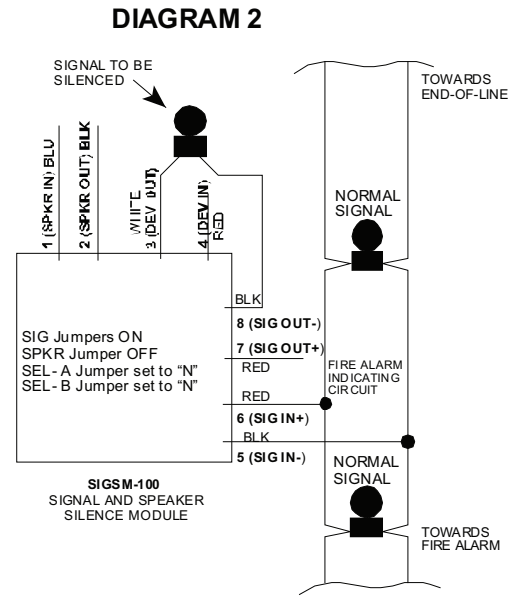 DIAGRAM 2
SIGNAL TO BE
SILENCED
TOWARDS
END-OF-LINE
1 (SPKR IN) BLU
2 (SPKR OUT) BLK
WHITE
3 (DEV OUT)
4 (DEV IN)
RED
NORMAL
SIGNAL
SIG Jumpers ON
SPKR Jumper OFF
SEL- A Jumper set to “N”
SEL- B Jumper set to “N”
BLK
8 (SIG OUT-)
7 (SIG OUT+)
RED
RED
6 (SIG IN+)
BLK
5 (SIG IN-)
FIRE ALARM
INDICATING
CIRCUIT
NORMAL
SIGNAL
SIGSM-100
SIGNAL AND SPEAKER
SILENCE MODULE
TOWARDS
FIRE ALARM